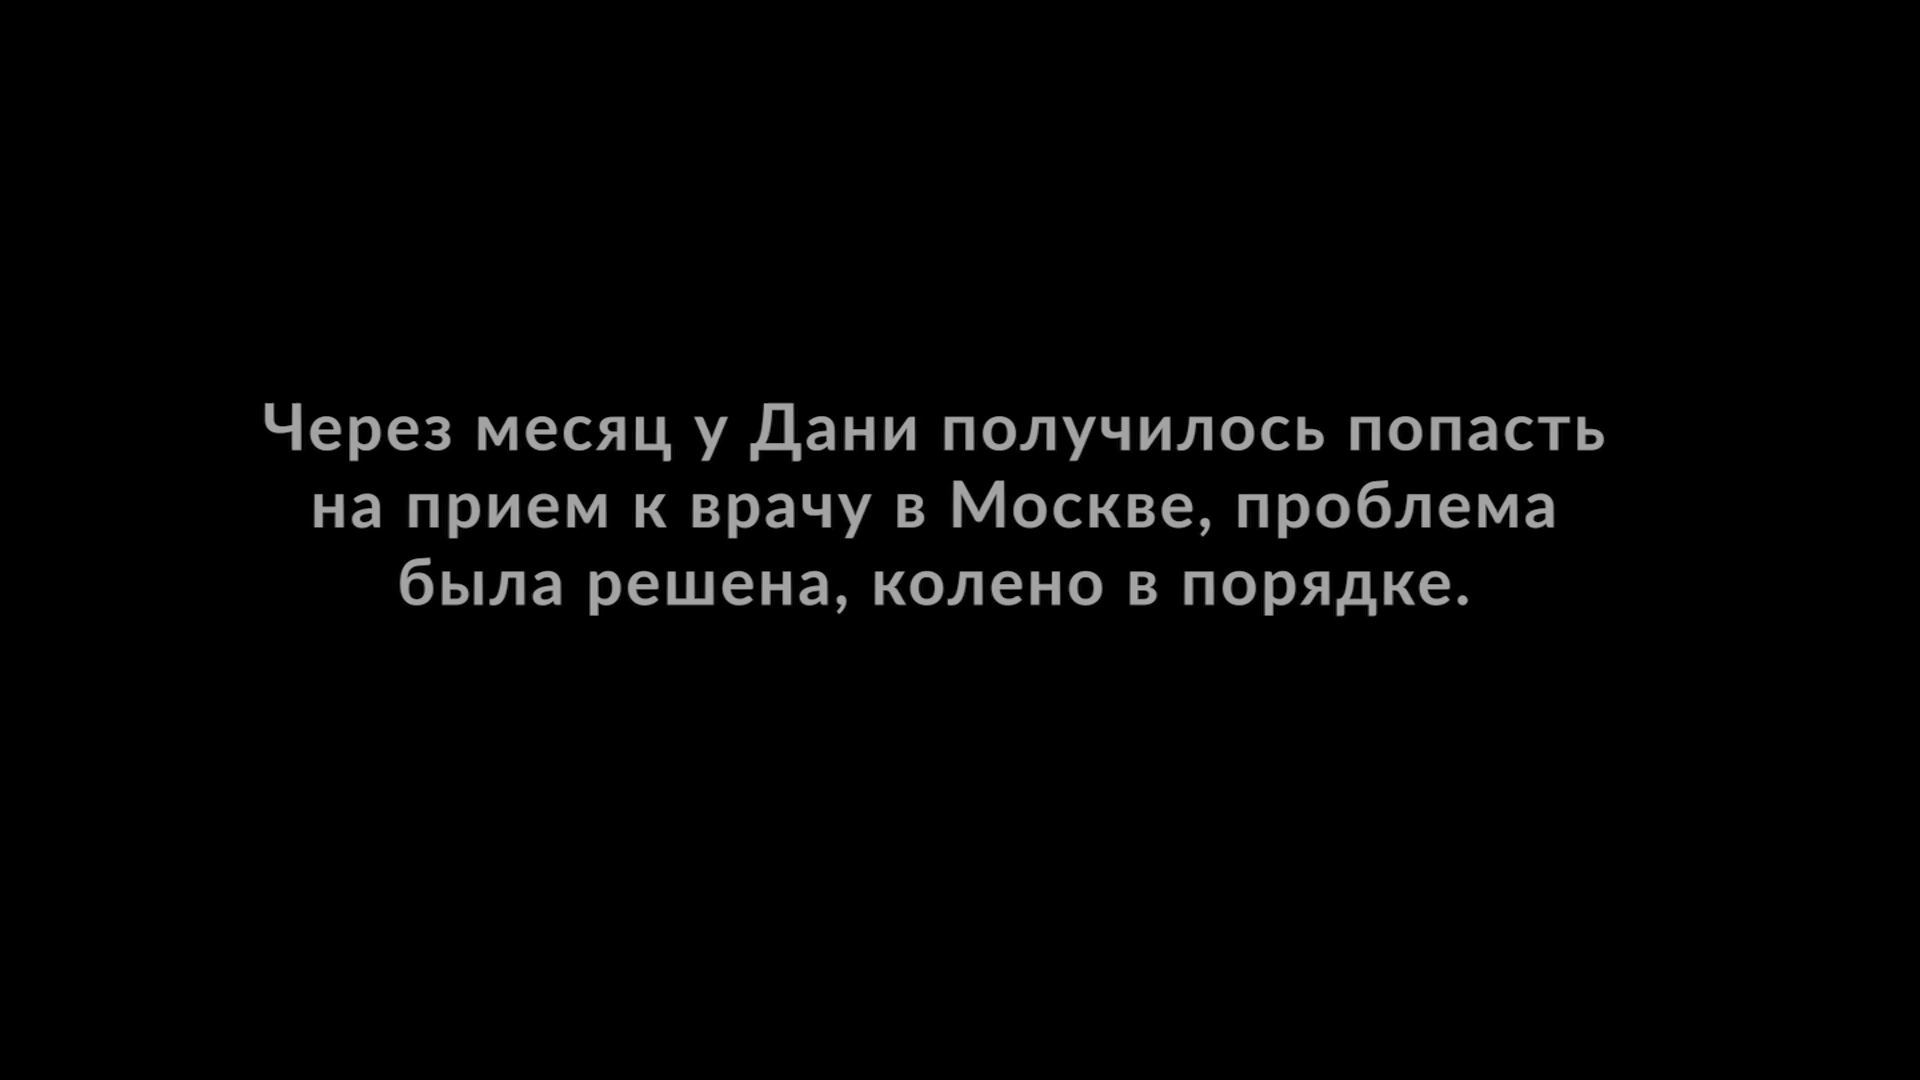 Через месяц у Дани получилось попасть
на прием к врачу в Москве, проблема
была решена, колено в порядке.